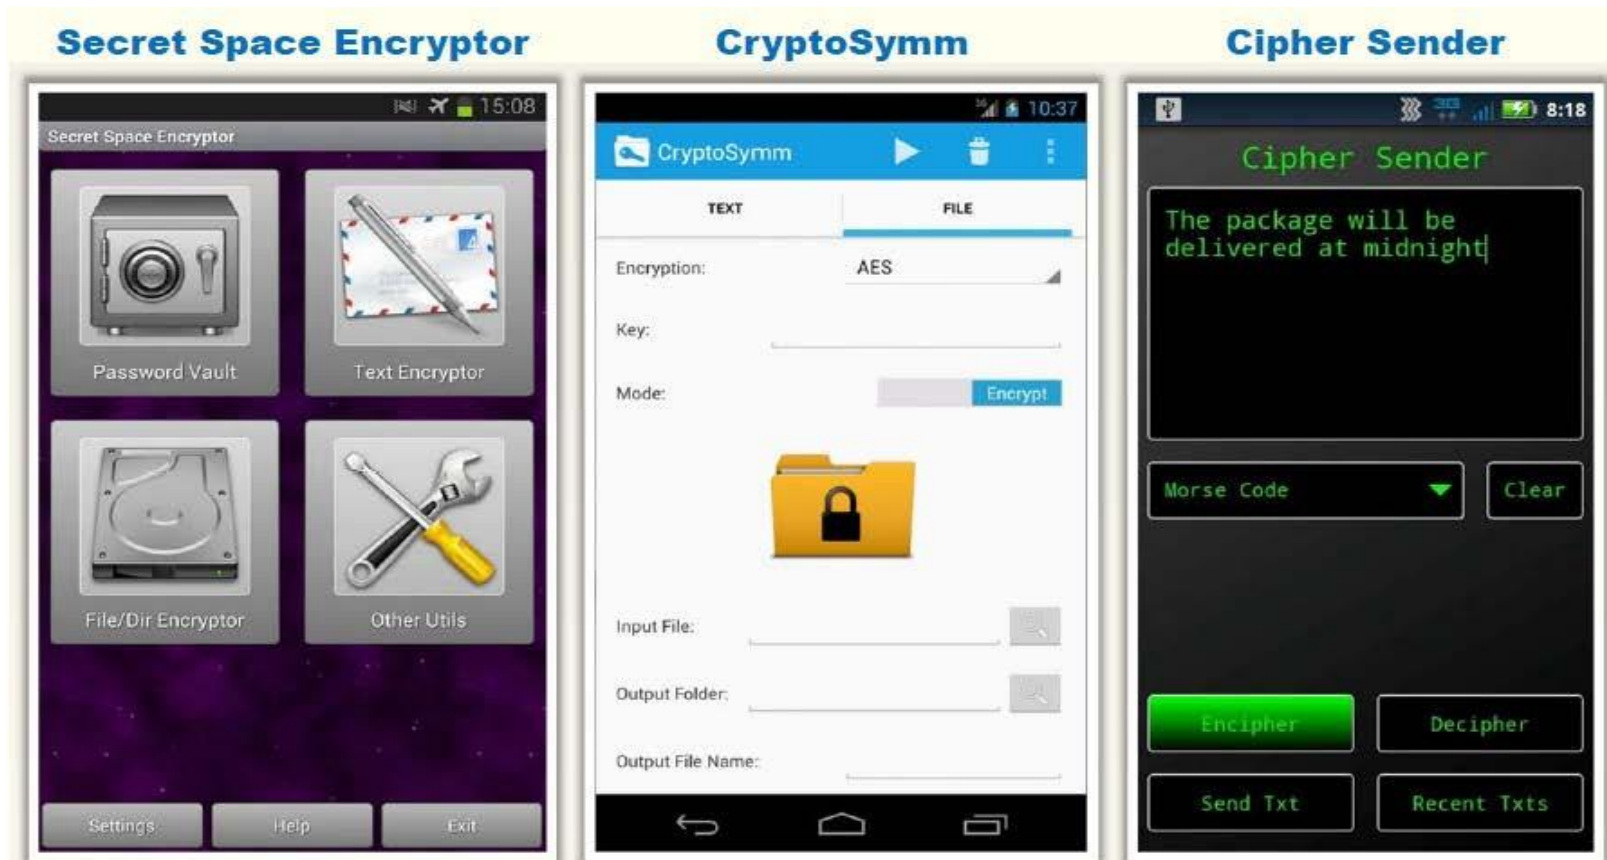 Secret Space Encryptor
15:08
Secret Space Encryptor
Password Vault
Text Encryptor
File/Dir Encryptor
Other Utils
Settings
Help
Exit
CryptoSymm
10:37
CryptoSymm
TEXT
FILE
Encryption:
AES
Key:
Mode:
Encrypt
Input File:
Output Folder:
Output File Name:
Cipher Sender
3G
8:18
Cipher Sender
The package will be
delivered at midnight
Morse Code
Clear
Encipher
Decipher
Send Txt
Recent Txts